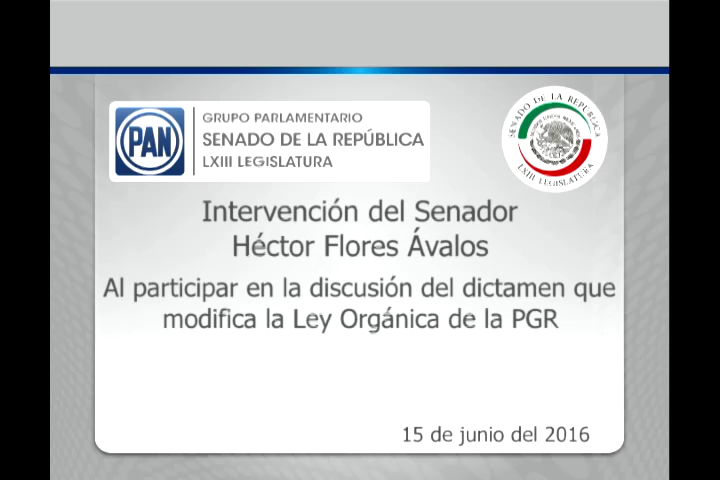 PAN
GRUPO PARLAMENTARIO
SENADO DE LA REPÚBLICA
LXIII LEGISLATURA
SENADO DE LA REPÚBLICA
LXIII LEGISLATURA
Intervención del Senador
Héctor Flores Ávalos
Al participar en la discusión del dictamen que
modifica la Ley Orgánica de la PGR
15 de junio del 2016